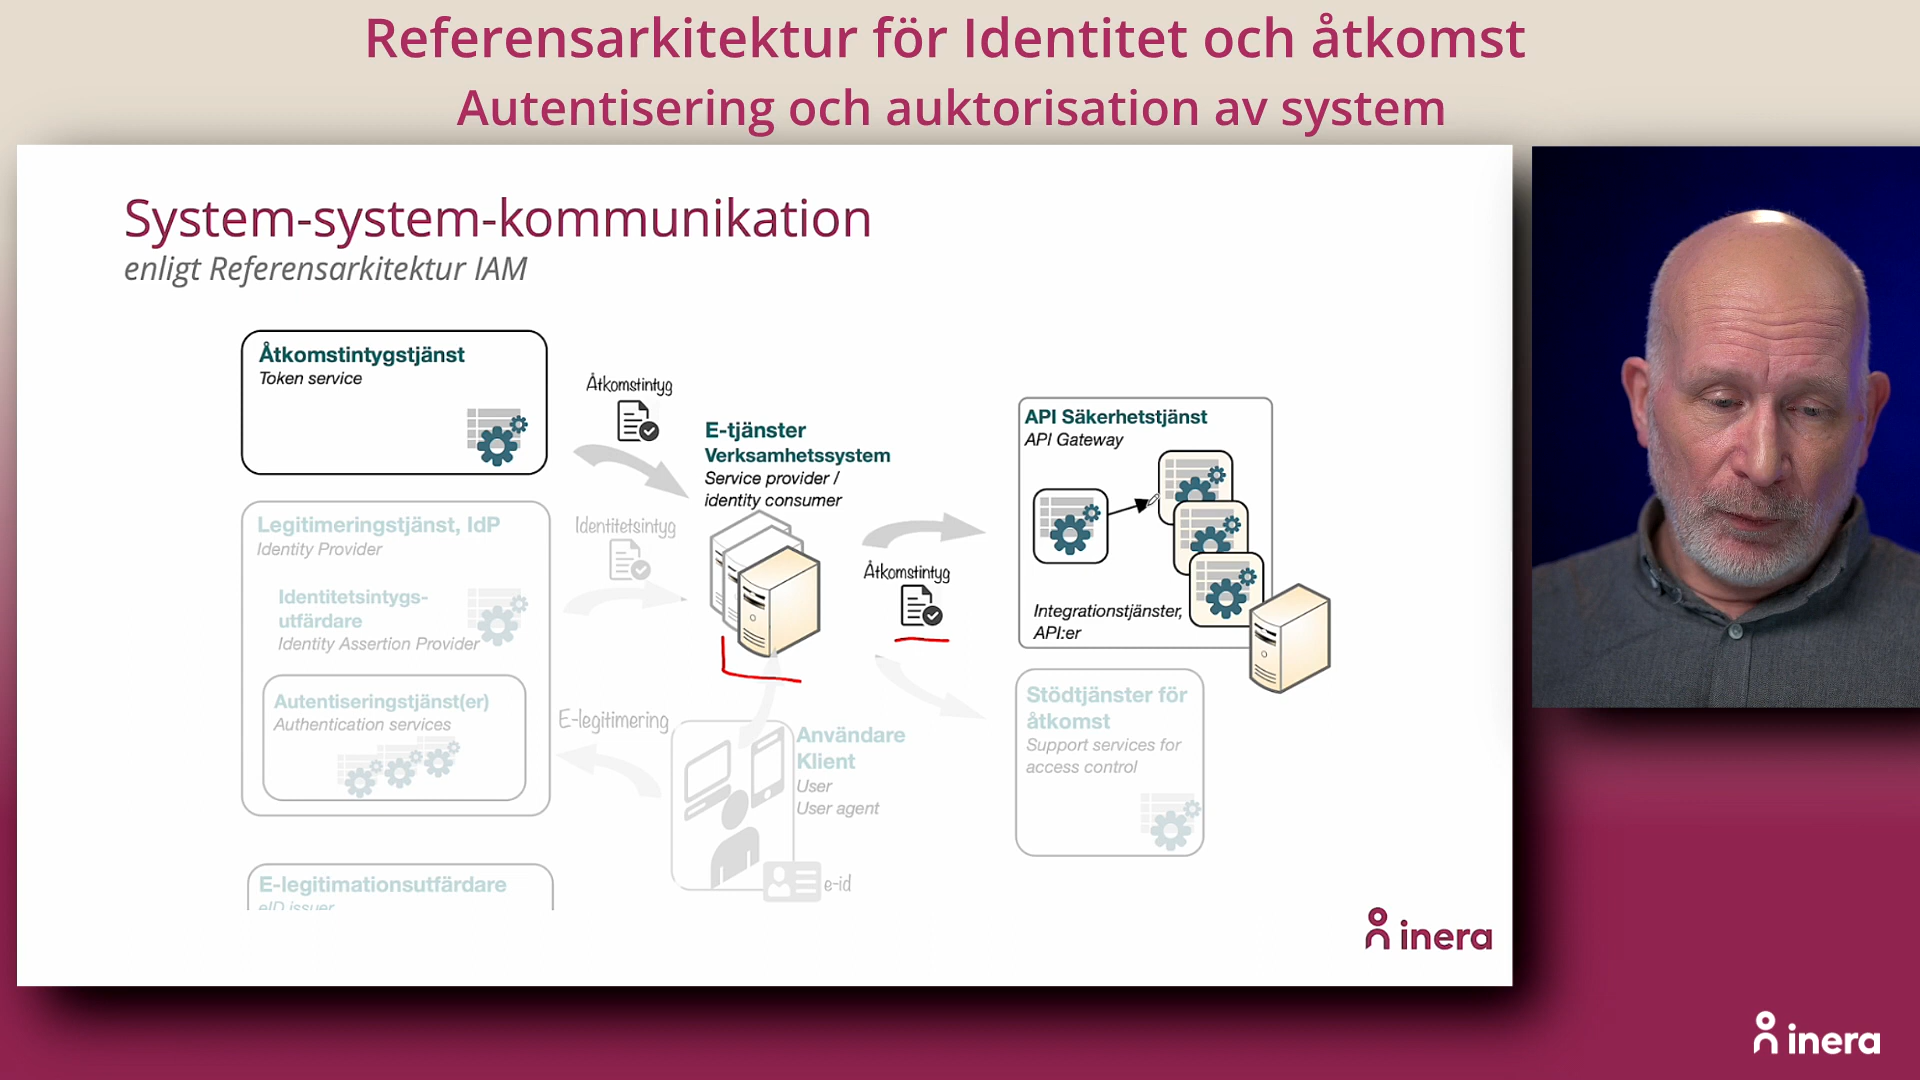 Referensarkitektur för Identitet och åtkomst
Autentisering och auktorisation av system
System-system-kommunikation
enligt Referensarkitektur IAM
Åtkomstintygstjänst
Token service
Åtkomstintyg
E-tjänster
Verksamhetssystem
Service provider /
identity consumer
API Säkerhetstjänst
API Gateway
Integrationstjänster,
API:er
Legitimeringstjänst, IdP
Identity Provider
Identitetsintyg
Identitetsintygs-
utfärdare
Identity Assertion Provider
Åtkomstintyg
Autentiseringstjänst(er)
Authentication services
E-legitimering
Användare
Klient
User
User agent
e-id
Stödtjänster för
åtkomst
Support services for
access control
E-legitimationsutfärdare
eID issuer
inera
inera